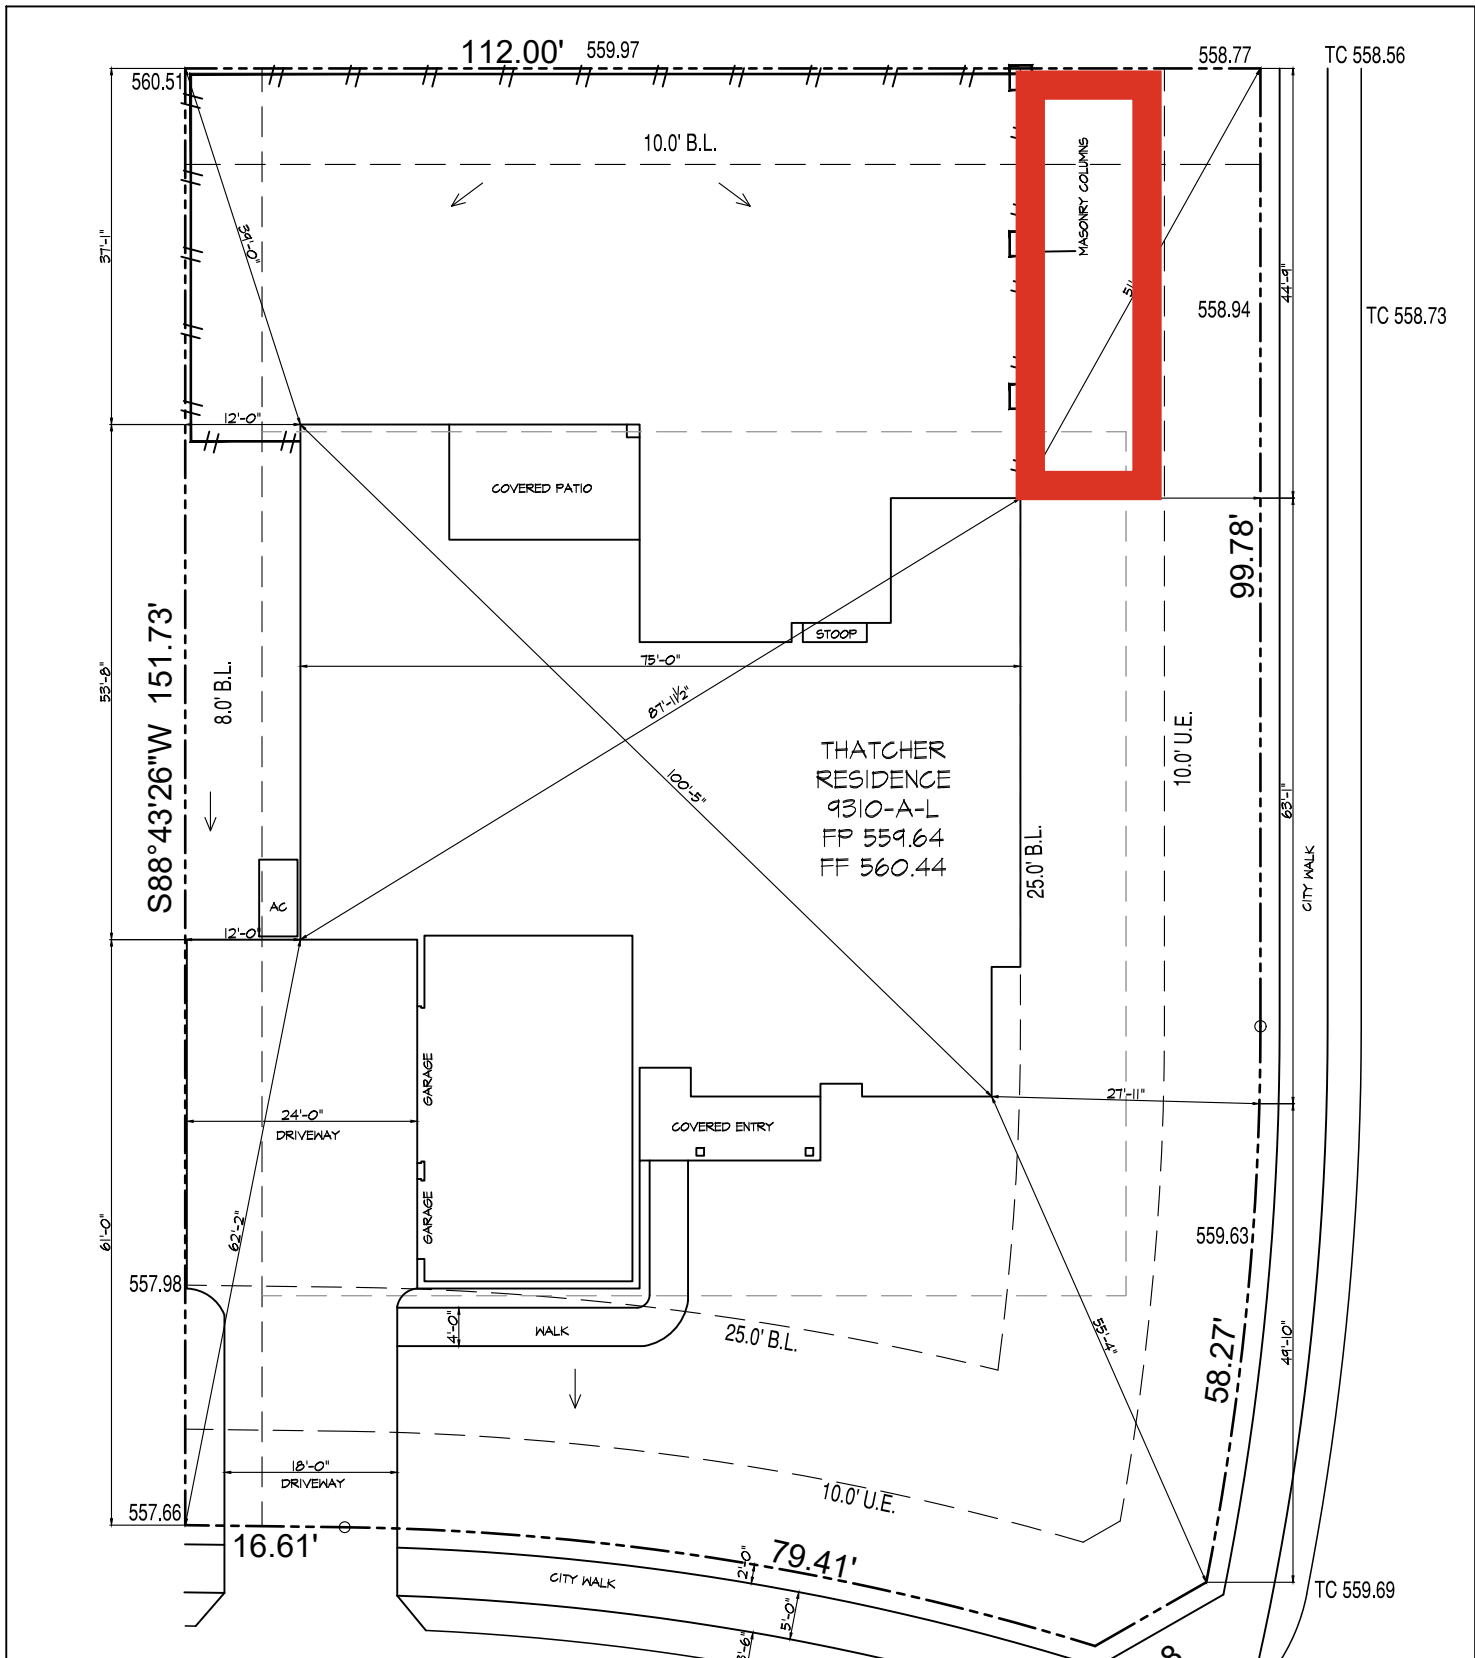 112.00'
559.97
558.77
TC 558.56
560.51
10.0' B.L.
MASONRY COLUMNS
39'-0"
37'-1"
44'-9"
558.94
TC 558.73
12'-0"
COVERED PATIO
99.78'
STOOP
75'-0"
87'-11½"
S88°43'26"W 151.73'
53'-8"
8.0' B.L.
10.0' U.E.
THATCHER
RESIDENCE
9310-A-L
FP 559.64
FF 560.44
100'-5"
63'-1"
25.0' B.L.
CITY WALK
AC
12'-0"
GARAGE
24'-0"
DRIVEWAY
27'-11"
COVERED ENTRY
GARAGE
62'-2"
61'-0"
559.63
557.98
4'-0"
WALK
25.0' B.L.
55'-4"
58.27'
49'-10"
18'-0"
DRIVEWAY
10.0' U.E.
557.66
16.61'
79.41'
2'-0"
CITY WALK
5'-0"
TC 559.69